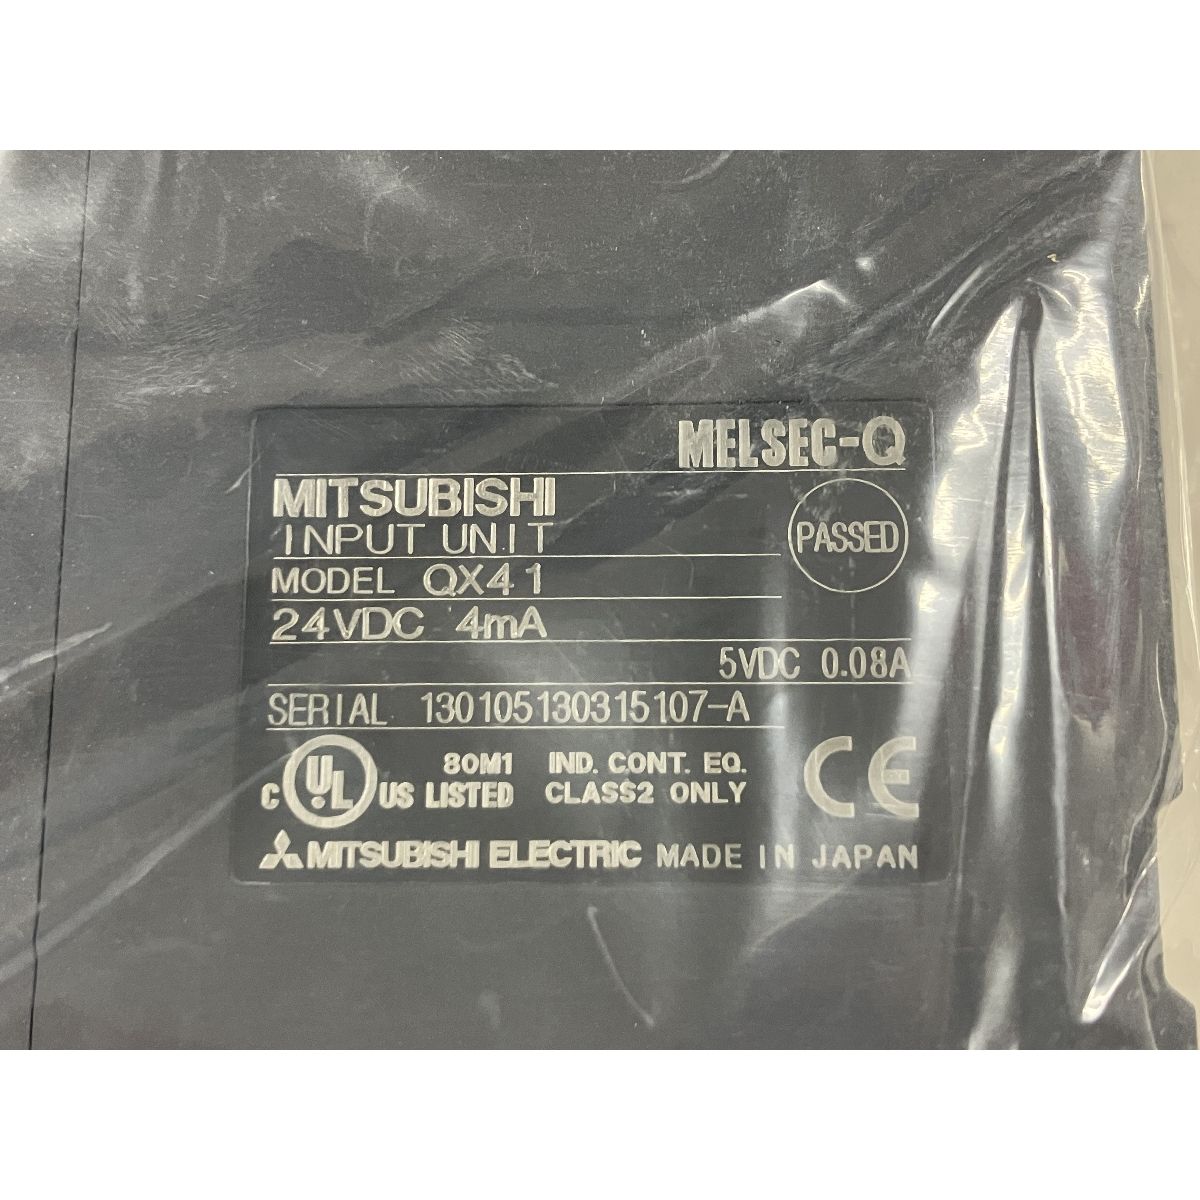 MELSEC-Q
MITSUBISHI
INPUT UNIT
PASSED
MODEL QX41
24VDC 4mA
5VDC 0.08A
SERIAL 130105130315107-A
C UL US LISTED
80M1
IND. CONT. EQ.
CLASS2 ONLY
CE
MITSUBISHI ELECTRIC MADE IN JAPAN